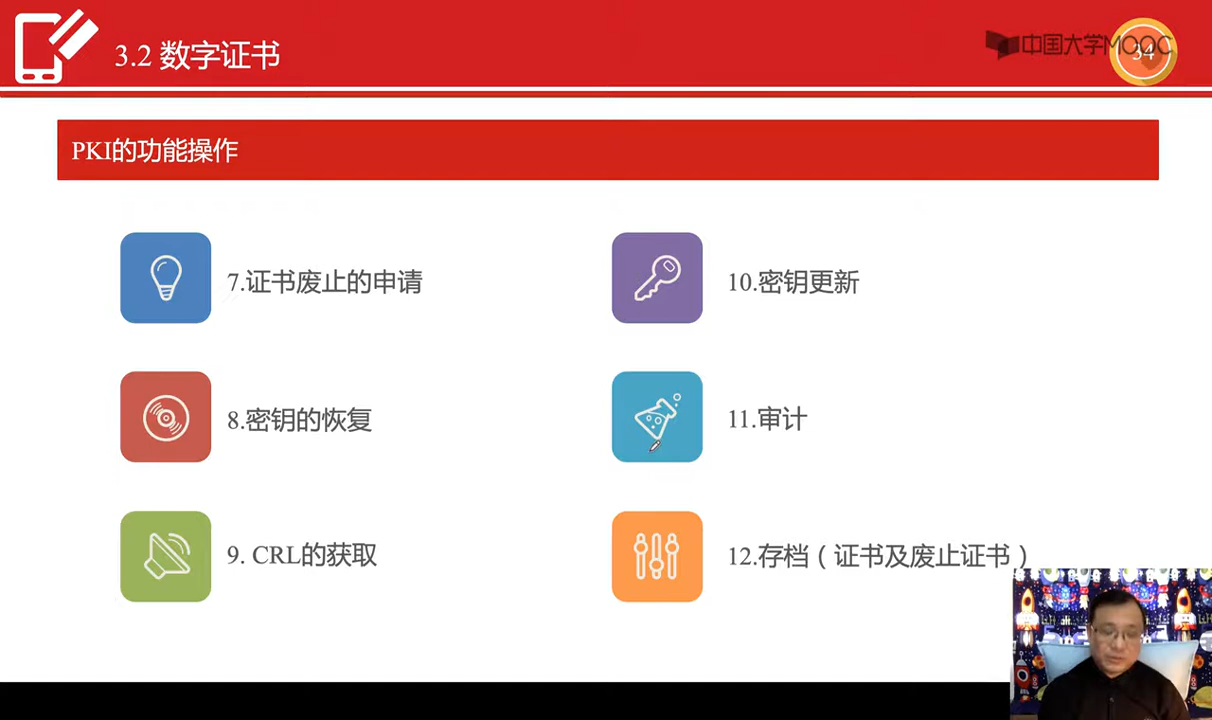 3.2 数字证书
中国大学MOOC
34
PKI的功能操作
7.证书废止的申请
8.密钥的恢复
9. CRL的获取
10.密钥更新
11.审计
12.存档（证书及废止证书）